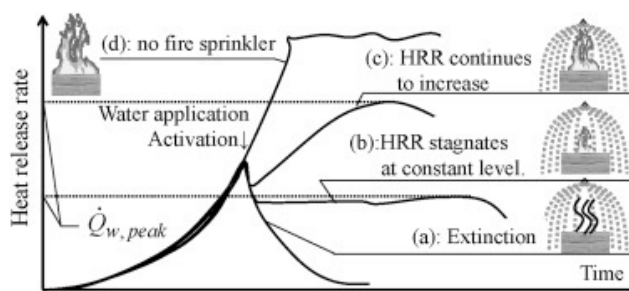 Heat release rate
(d): no fire sprinkler
(c): HRR continues
to increase
Water application
Activation↓
(b):HRR stagnates
at constant level.
Q̇w, peak
(a): Extinction
Time